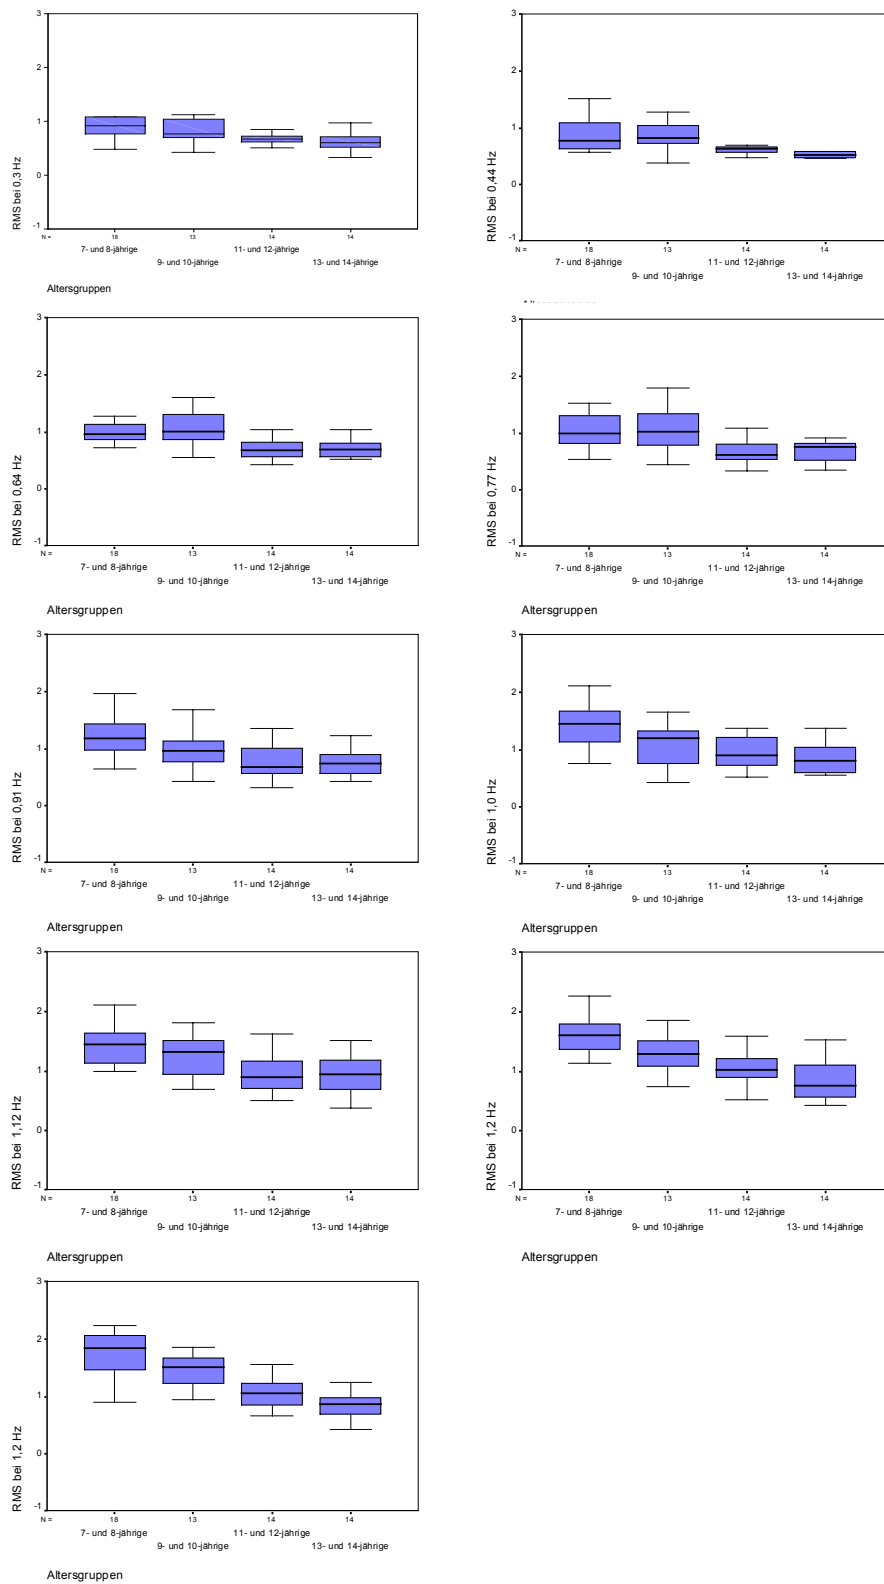 3
2
1
0
-1
RMS bei 0,3 Hz
N = 18 13 14 14
7- und 8-jährige 11- und 12-jährige
9- und 10-jährige 13- und 14-jährige
Altersgruppen
3
2
1
0
-1
RMS bei 0,44 Hz
N = 18 13 14 14
7- und 8-jährige 11- und 12-jährige
9- und 10-jährige 13- und 14-jährige
3
2
1
0
-1
RMS bei 0,64 Hz
N = 18 13 14 14
7- und 8-jährige 11- und 12-jährige
9- und 10-jährige 13- und 14-jährige
Altersgruppen
3
2
1
0
-1
RMS bei 0,77 Hz
N = 18 13 14 14
7- und 8-jährige 11- und 12-jährige
9- und 10-jährige 13- und 14-jährige
Altersgruppen
3
2
1
0
-1
RMS bei 0,91 Hz
N = 18 13 14 14
7- und 8-jährige 11- und 12-jährige
9- und 10-jährige 13- und 14-jährige
Altersgruppen
3
2
1
0
-1
RMS bei 1,0 Hz
N = 18 13 14 14
7- und 8-jährige 11- und 12-jährige
9- und 10-jährige 13- und 14-jährige
Altersgruppen
3
2
1
0
-1
RMS bei 1,12 Hz
N = 18 13 14 14
7- und 8-jährige 11- und 12-jährige
9- und 10-jährige 13- und 14-jährige
Altersgruppen
3
2
1
0
-1
RMS bei 1,2 Hz
N = 18 13 14 14
7- und 8-jährige 11- und 12-jährige
9- und 10-jährige 13- und 14-jährige
Altersgruppen
3
2
1
0
-1
RMS bei 1,2 Hz
N = 18 13 14 14
7- und 8-jährige 11- und 12-jährige
9- und 10-jährige 13- und 14-jährige
Altersgruppen